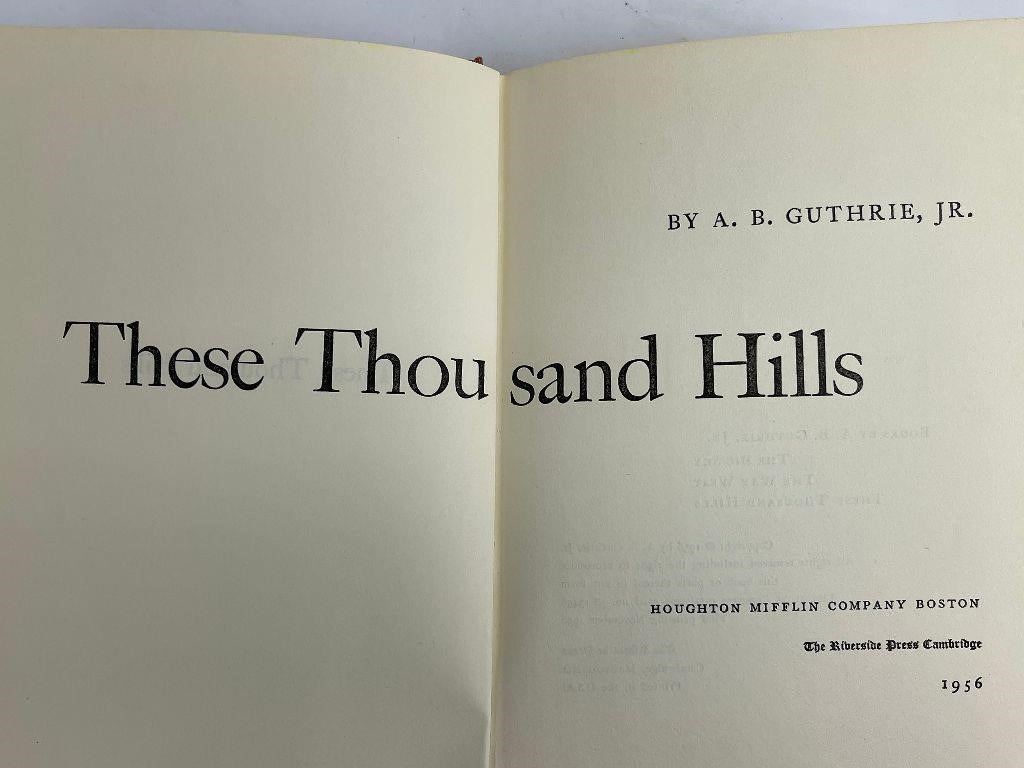 BY A. B. GUTHRIE, JR.
These Thousand Hills
HOUGHTON MIFFLIN COMPANY BOSTON
The Riverside Press Cambridge
1956